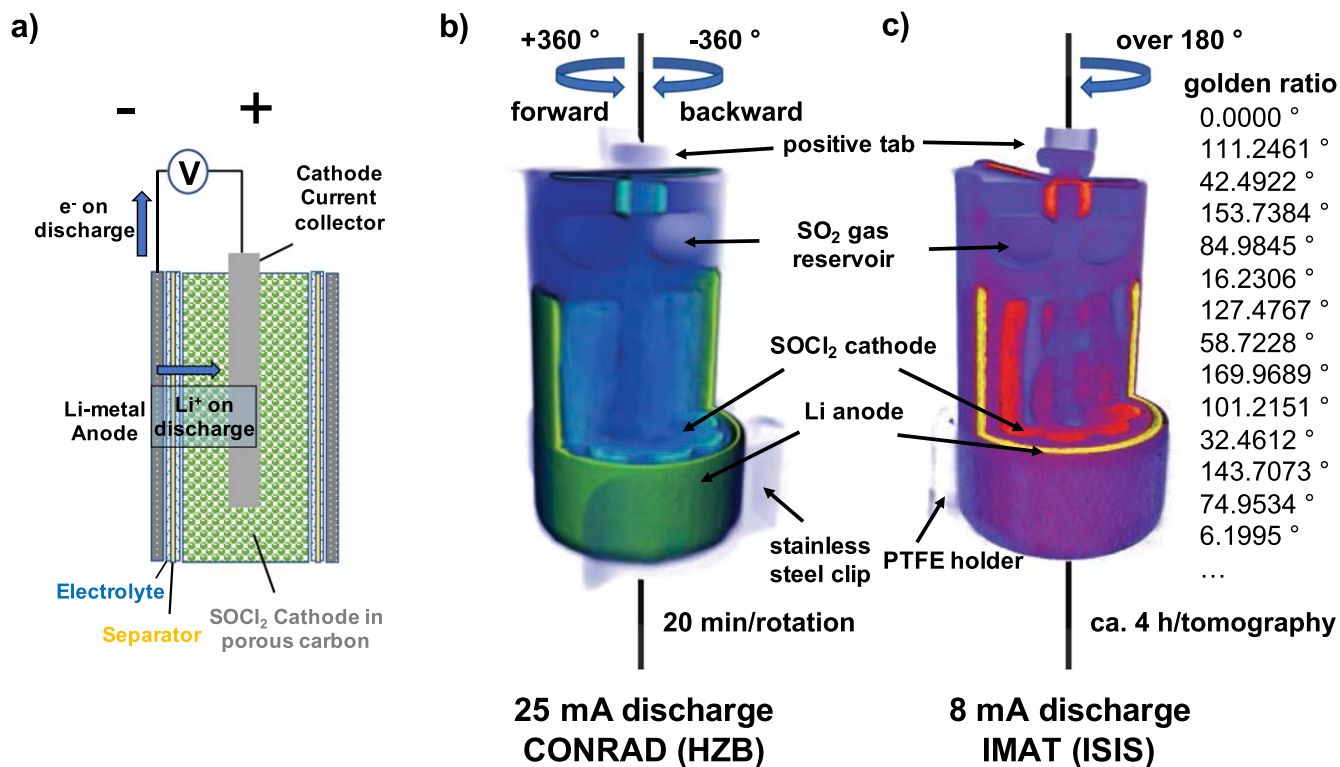 a)
-
+
V
e⁻ on
discharge
Cathode
Current
collector
Li-metal
Anode
Li⁺ on
discharge
Electrolyte
Separator
SOCl₂ Cathode in
porous carbon
b)
+360 °
-360 °
forward
backward
positive tab
SO₂ gas
reservoir
SOCl₂ cathode
Li anode
stainless
steel clip
20 min/rotation
25 mA discharge
CONRAD (HZB)
c)
over 180 °
golden ratio
0.0000 °
111.2461 °
42.4922 °
153.7384 °
84.9845 °
16.2306 °
127.4767 °
58.7228 °
169.9689 °
101.2151 °
32.4612 °
143.7073 °
74.9534 °
6.1995 °
…
PTFE holder
ca. 4 h/tomography
8 mA discharge
IMAT (ISIS)